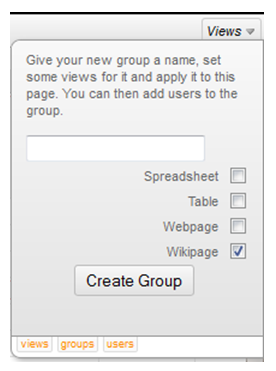 Views
Give your new group a name, set
some views for it and apply it to this
page. You can then add users to the
group.
Spreadsheet
Table
Webpage
Wikipage
Create Group
views groups users